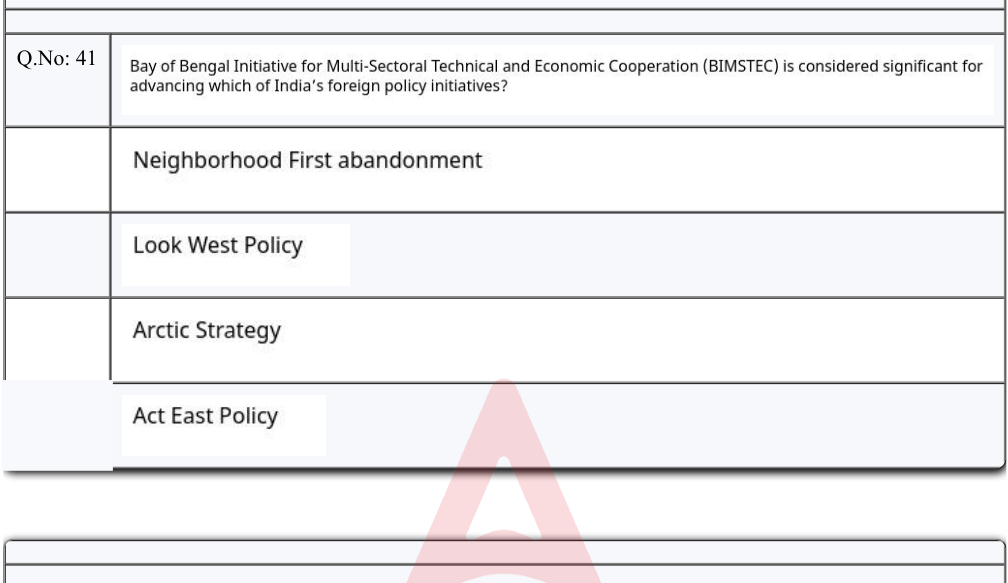 Q.No: 41
Bay of Bengal Initiative for Multi-Sectoral Technical and Economic Cooperation (BIMSTEC) is considered significant for
advancing which of India’s foreign policy initiatives?
Neighborhood First abandonment
Look West Policy
Arctic Strategy
Act East Policy